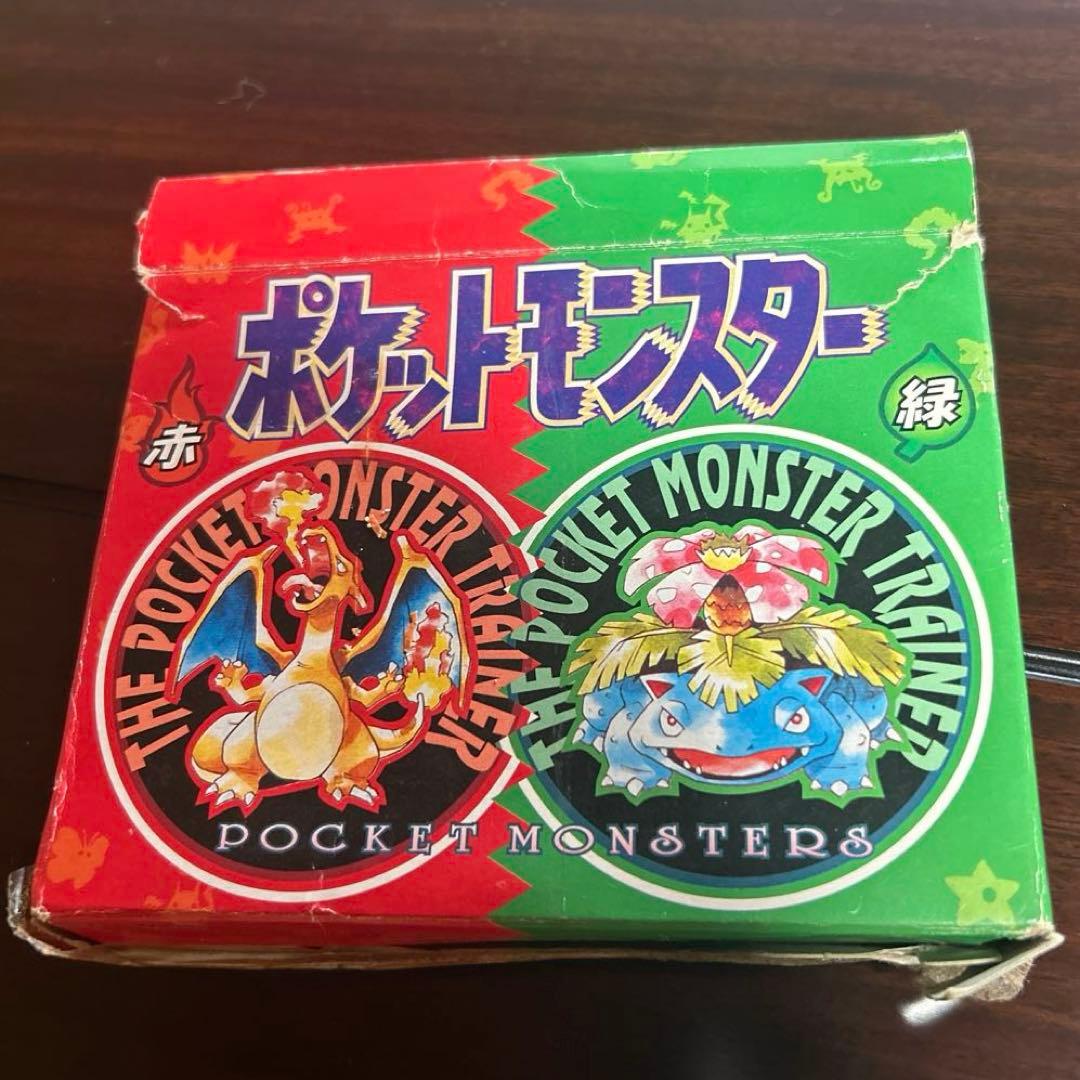 ポケットモンスター
赤
緑
THE POCKET MONSTER TRAINER
THE POCKET MONSTER TRAINER
POCKET MONSTERS